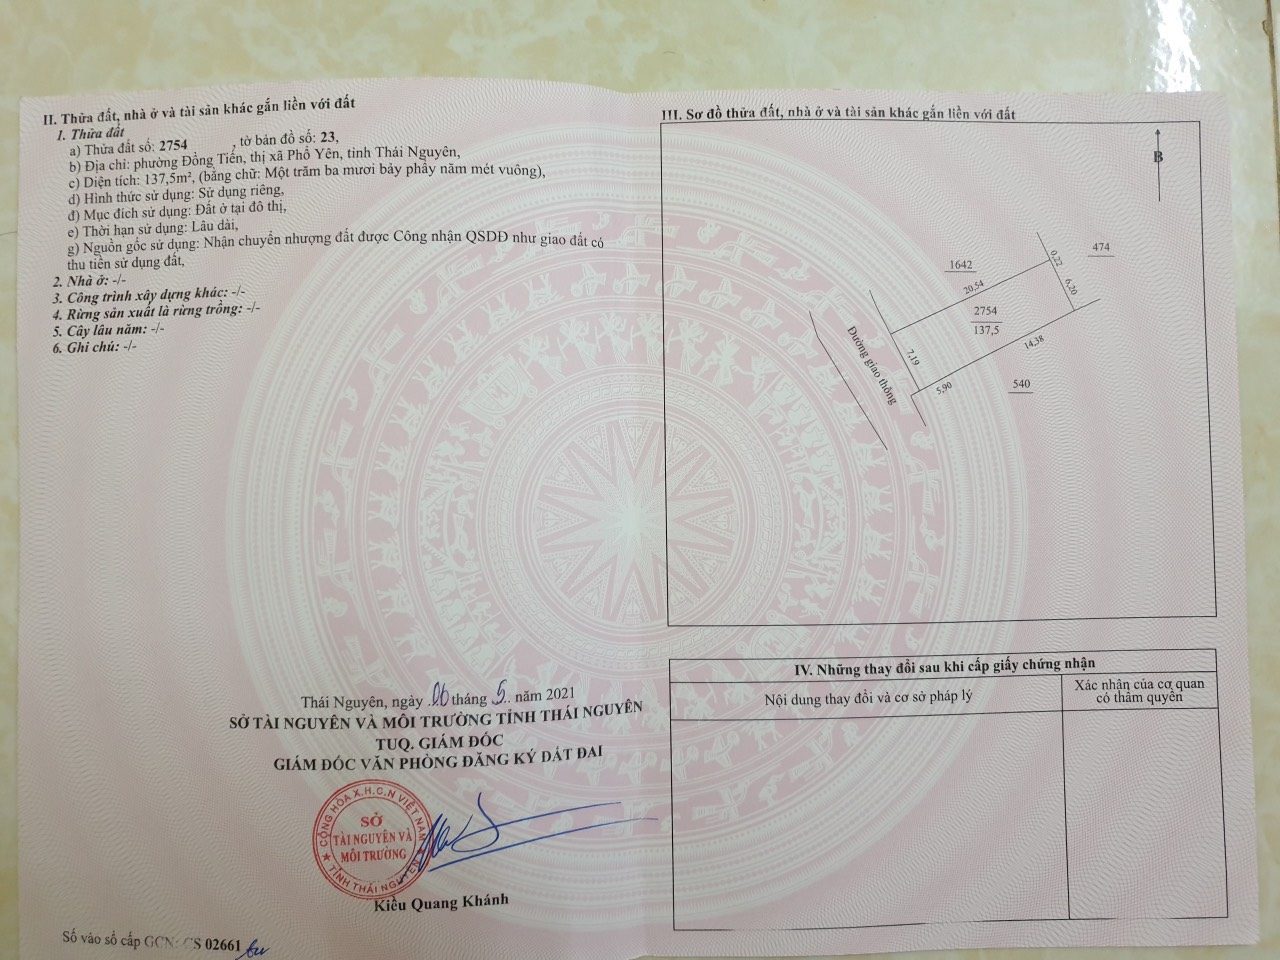 II. Thửa đất, nhà ở và tài sản khác gắn liền với đất
1. Thửa đất
a) Thửa đất số: 2754 , tờ bản đồ số: 23,
b) Địa chỉ: phường Đồng Tiến, thị xã Phổ Yên, tỉnh Thái Nguyên,
c) Diện tích: 137,5m², (bằng chữ: Một trăm ba mươi bảy phẩy năm mét vuông),
d) Hình thức sử dụng: Sử dụng riêng,
đ) Mục đích sử dụng: Đất ở tại đô thị,
e) Thời hạn sử dụng: Lâu dài,
g) Nguồn gốc sử dụng: Nhận chuyển nhượng đất được Công nhận QSDĐ như giao đất có
thu tiền sử dụng đất,
2. Nhà ở: -/-
3. Công trình xây dựng khác: -/-
4. Rừng sản xuất là rừng trồng: -/-
5. Cây lâu năm: -/-
6. Ghi chú: -/-
Thái Nguyên, ngày 06 tháng 5 năm 2021
SỞ TÀI NGUYÊN VÀ MÔI TRƯỜNG TỈNH THÁI NGUYÊN
TUQ. GIÁM ĐỐC
GIÁM ĐỐC VĂN PHÒNG ĐĂNG KÝ ĐẤT ĐAI
CỘNG HÒA X.H.C.N VIỆT NAM
SỞ
TÀI NGUYÊN VÀ
MÔI TRƯỜNG
TỈNH THÁI NGUYÊN
Kiều Quang Khánh
Số vào sổ cấp GCN: CS 02661
III. Sơ đồ thửa đất, nhà ở và tài sản khác gắn liền với đất
B
474
1642
0,22
20,54
6,20
2754
137,5
Đường giao thông
7,19
14,38
5,90
540
IV. Những thay đổi sau khi cấp giấy chứng nhận
Nội dung thay đổi và cơ sở pháp lý
Xác nhận của cơ quan
có thẩm quyền